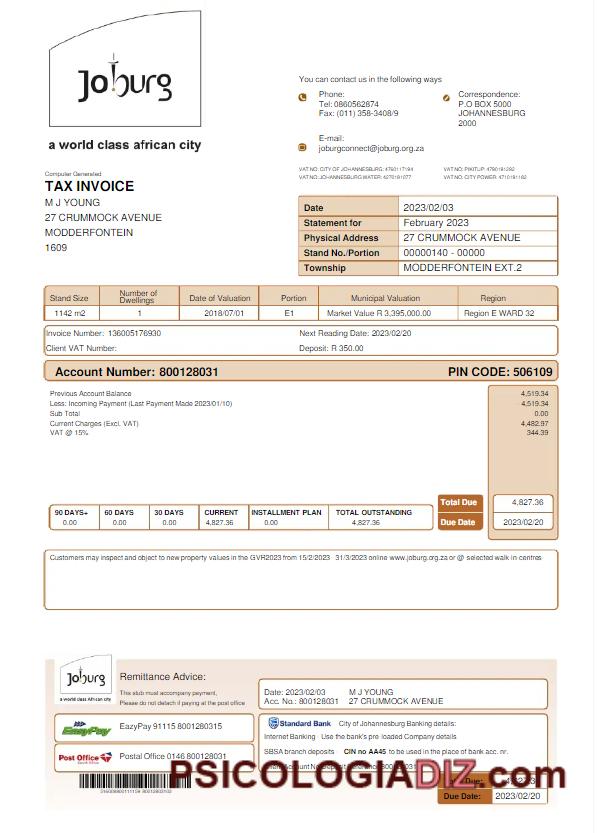 Joburg
a world class african city
You can contact us in the following ways
Phone:
Tel: 0860562874
Fax: (011) 358-3408/9
Correspondence:
P.O BOX 5000
JOHANNESBURG
2000
E-mail:
joburgconnect@joburg.org.za
VAT NO: CITY OF JOHANNESBURG: 4760117194
VAT NO: PIKITUP: 4790191292
VAT NO: JOHANNESBURG WATER: 4270191077
VAT NO: CITY POWER: 4710191182
Computer Generated
TAX INVOICE
M J YOUNG
27 CRUMMOCK AVENUE
MODDERFONTEIN
1609
Date 2023/02/03
Statement for February 2023
Physical Address 27 CRUMMOCK AVENUE
Stand No./Portion 00000140 - 00000
Township MODDERFONTEIN EXT.2
Stand Size Number of Dwellings Date of Valuation Portion Municipal Valuation Region
1142 m2 1 2018/07/01 E1 Market Value R 3,395,000.00 Region E WARD 32
Invoice Number: 136005176930 Next Reading Date: 2023/02/20
Client VAT Number: Deposit: R 350.00
Account Number: 800128031 PIN CODE: 506109
Previous Account Balance 4,519.34
Less: Incoming Payment (Last Payment Made 2023/01/10) 4,519.34
Sub Total 0.00
Current Charges (Excl. VAT) 4,482.97
VAT @ 15% 344.39
Total Due 4,827.36
90 DAYS+ 60 DAYS 30 DAYS CURRENT INSTALLMENT PLAN TOTAL OUTSTANDING
0.00 0.00 0.00 4,827.36 0.00 4,827.36
Due Date 2023/02/20
Customers may inspect and object to new property values in the GVR2023 from 15/2/2023- 31/3/2023 online www.joburg.org.za or @ selected walk in centres
Joburg
a world class African city
Remittance Advice:
This stub must accompany payment,
Please do not detach if paying at the post office
Date: 2023/02/03 M J YOUNG
Acc. No.: 800128031 27 CRUMMOCK AVENUE
EasyPay EazyPay 91115 8001280315
Post Office South Africa Postal Office 0146 800128031
Standard Bank City of Johannesburg Banking details:
Internet Banking - Use the bank's pre loaded Company details
SBSA branch deposits CIN no AA45 to be used in the place of bank acc. nr.
PSICOLOGIADIZ.com
Due Date: 2023/02/20